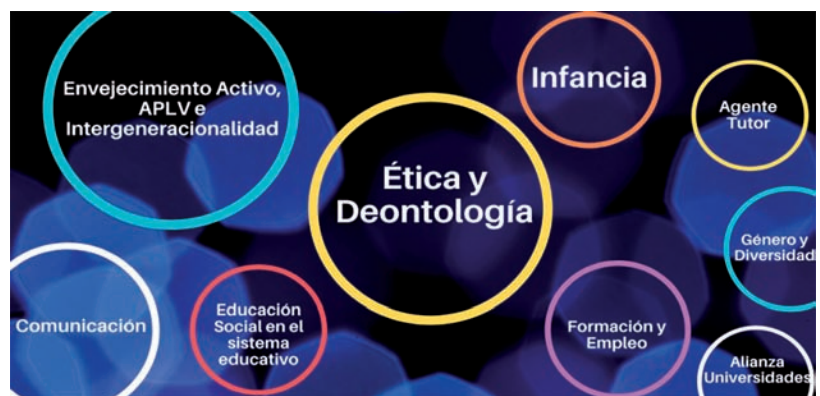 Envejecimiento Activo,
APLV e
Intergeneracionalidad
Ética y
Deontología
Infancia
Agente
Tutor
Género y
Diversidad
Comunicación
Educación
Social en el
sistema
educativo
Formación y
Empleo
Alianza
Universidades